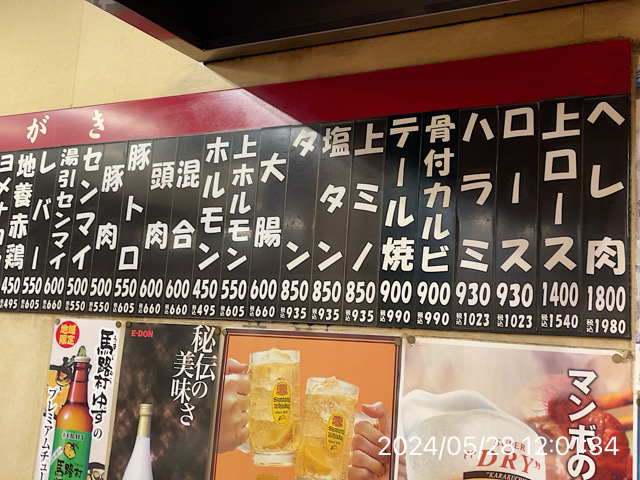 がき
ヘレ肉 1800 税込1980
上ロース 1400 税込1540
ロース 930 税込1023
ハラミ 930 税込1023
骨付カルビ 900 税込990
テール焼 900 税込990
上ミノ 850 税込935
塩タン 850 税込935
タン 850 税込935
大腸 600 税込660
上ホルモン 550 税込605
ホルモン 450 税込495
混合 600 税込660
頭肉 600 税込660
豚トロ 550 税込605
豚肉 500 税込550
センマイ 500 税込550
湯引センマイ 600 税込660
レバー 600 税込660
地養赤鶏 550 税込605
450 495
地域限定
馬路村ゆずの
プレミアムチュー
馬路村
E-DON
秘伝の
美味さ
SUNTORY
whisky
SUNTORY
whisky
マンボの
SUPER
"DRY"
KARAKUCHI
2024/05/28 12:01:34